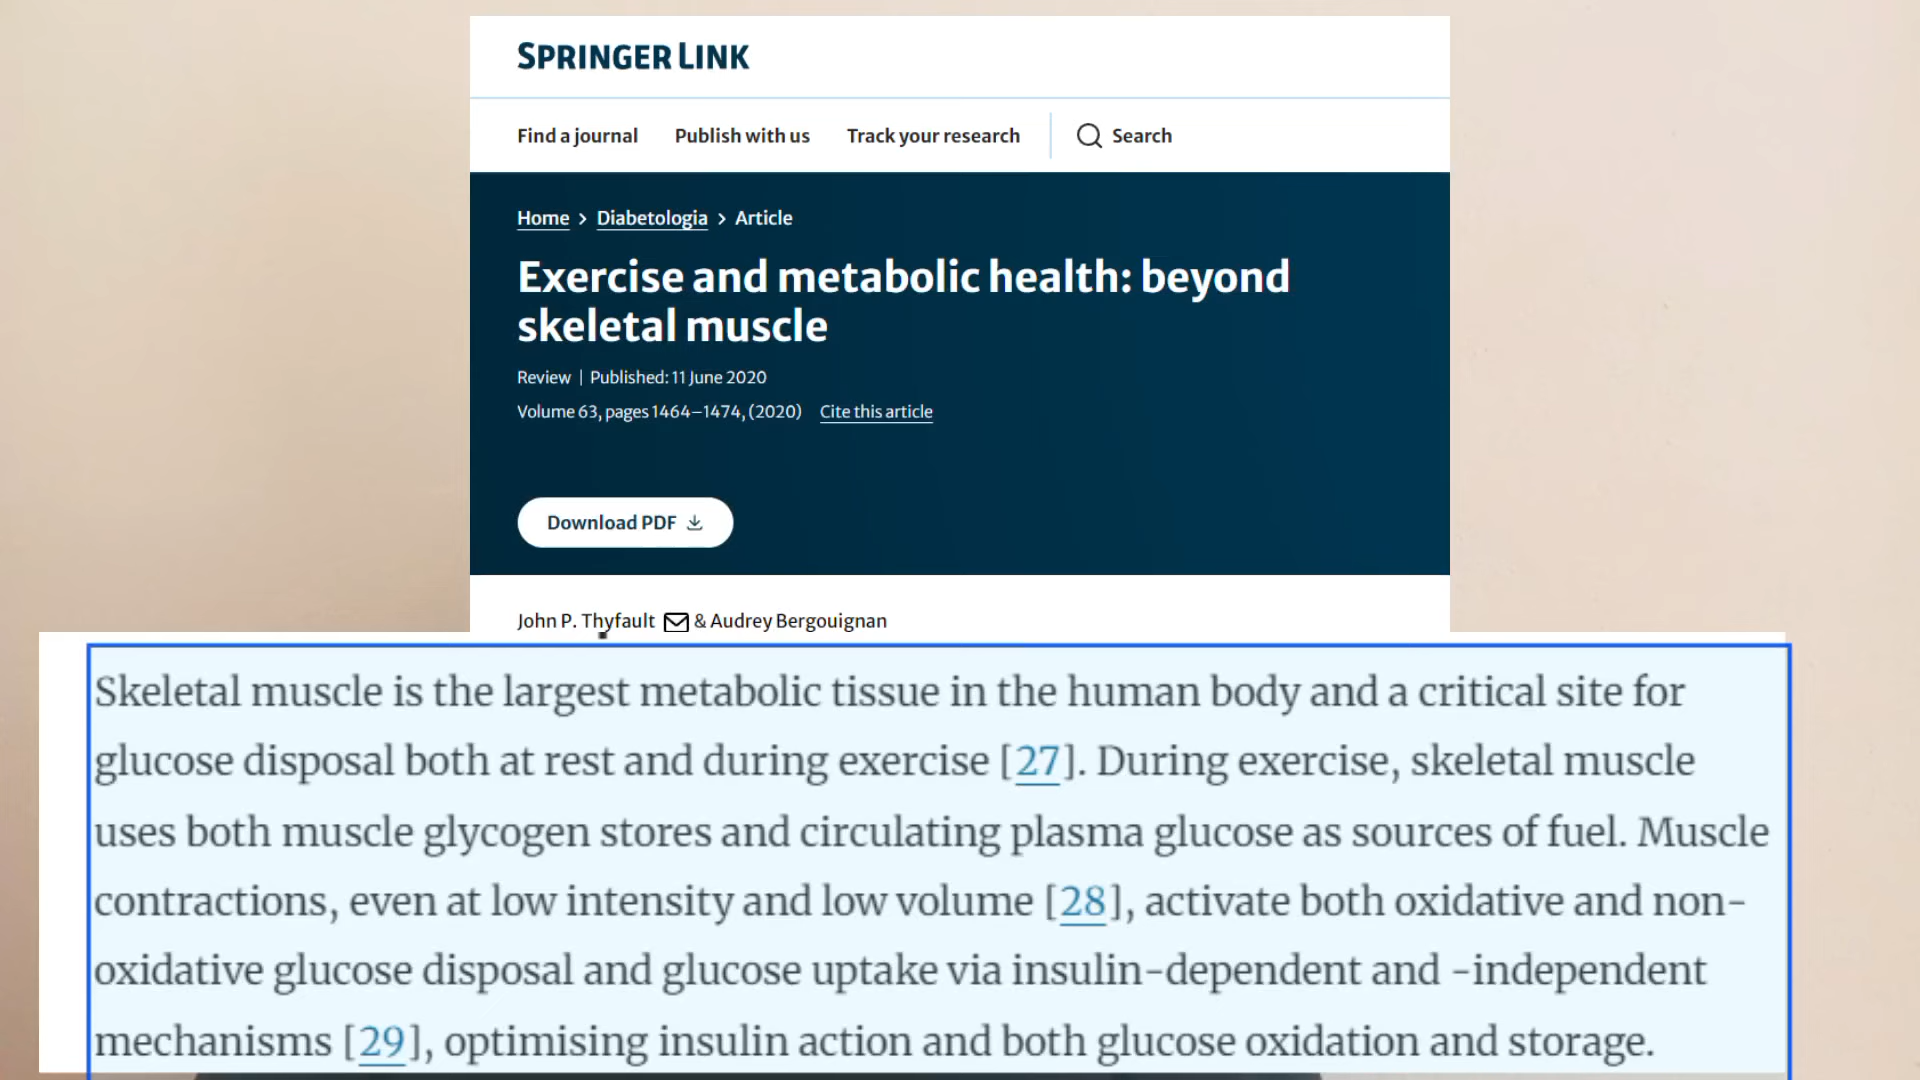 SPRINGER LINK
Find a journal Publish with us Track your research Search
Home > Diabetologia > Article
Exercise and metabolic health: beyond
skeletal muscle
Review | Published: 11 June 2020
Volume 63, pages 1464–1474, (2020) Cite this article
Download PDF
John P. Thyfault & Audrey Bergouignan
Skeletal muscle is the largest metabolic tissue in the human body and a critical site for
glucose disposal both at rest and during exercise [27]. During exercise, skeletal muscle
uses both muscle glycogen stores and circulating plasma glucose as sources of fuel. Muscle
contractions, even at low intensity and low volume [28], activate both oxidative and non-
oxidative glucose disposal and glucose uptake via insulin-dependent and -independent
mechanisms [29], optimising insulin action and both glucose oxidation and storage.